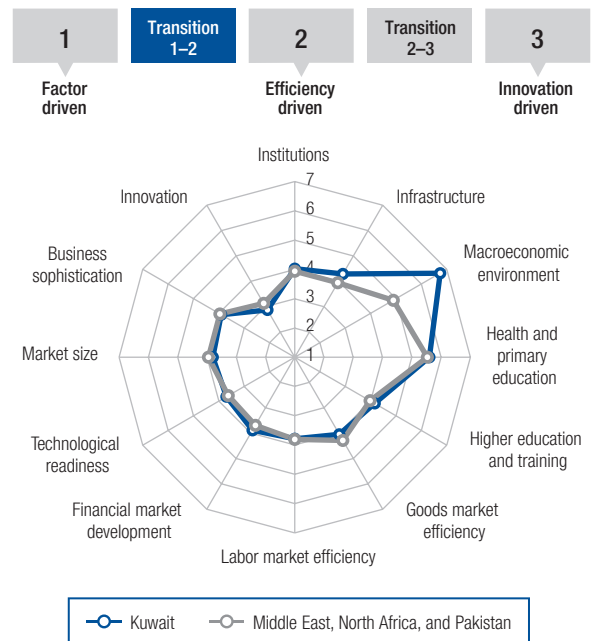 1
Transition
1–2
2
Transition
2–3
3
Factor
driven
Efficiency
driven
Innovation
driven
Institutions
7
Innovation
6
Infrastructure
5
Business
sophistication
4
Macroeconomic
environment
3
2
Market size
1
Health and
primary
education
Technological
readiness
Higher education
and training
Financial market
development
Goods market
efficiency
Labor market efficiency
Kuwait
Middle East, North Africa, and Pakistan